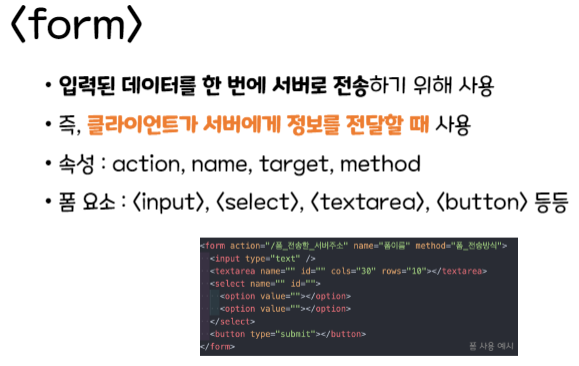 <form>
• 입력된 데이터를 한 번에 서버로 전송하기 위해 사용
• 즉, 클라이언트가 서버에게 정보를 전달할 때 사용
• 속성 : action, name, target, method
• 폼 요소 : <input>, <select>, <textarea>, <button> 등등
<form action="/폼_전송할_서버주소" name="폼이름" method="폼_전송방식">
<input type="text" />
<textarea name="" id="" cols="30" rows="10"></textarea>
<select name="" id="">
<option value=""></option>
<option value=""></option>
</select>
<button type="submit"></button>
</form>
폼 사용 예시